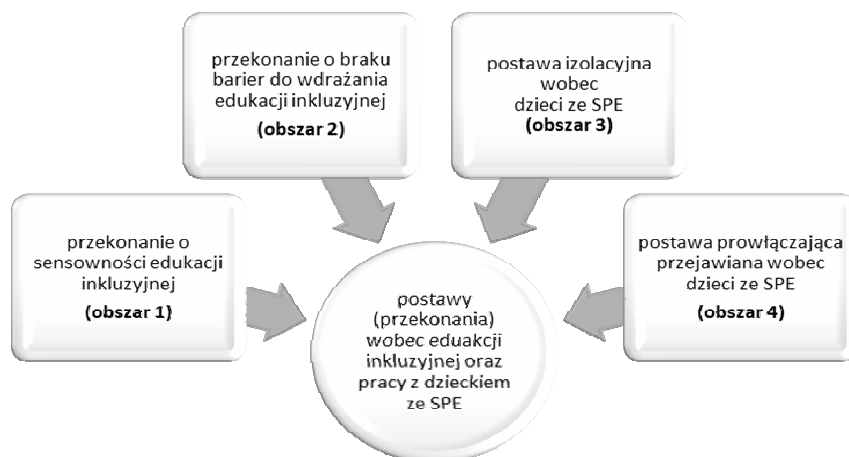 przekonanie o braku
barier do wdrażania
edukacji inkluzyjnej
(obszar 2)
postawa izolacyjna
wobec
dzieci ze SPE
(obszar 3)
przekonanie o
sensowności edukacji
inkluzyjnej
(obszar 1)
postawa prowłączająca
przejawiana wobec
dzieci ze SPE
(obszar 4)
postawy
(przekonania)
wobec eduakcji
inkluzyjnej oraz
pracy z dzieckiem
ze SPE